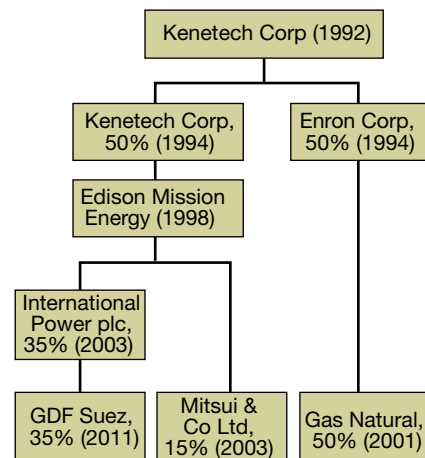 Kenetech Corp (1992)
Kenetech Corp,
50% (1994)
Enron Corp,
50% (1994)
Edison Mission
Energy (1998)
International
Power plc,
35% (2003)
GDF Suez,
35% (2011)
Mitsui &
Co Ltd,
15% (2003)
Gas Natural,
50% (2001)